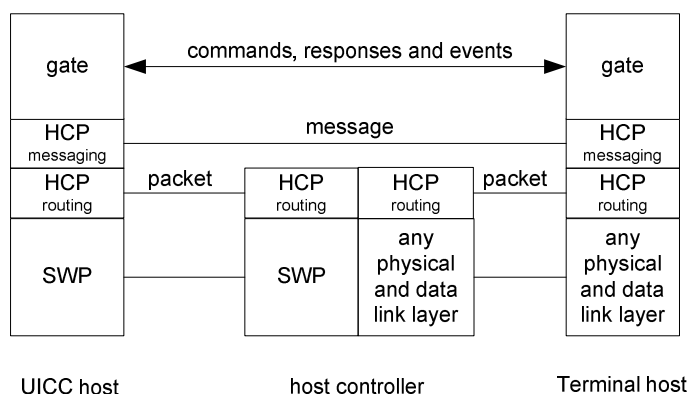 gate
commands, responses and events
gate
HCP
messaging
message
HCP
messaging
HCP
routing
packet
HCP
routing
HCP
routing
packet
HCP
routing
SWP
SWP
any
physical
and data
link layer
any
physical
and data
link layer
UICC host
host controller
Terminal host